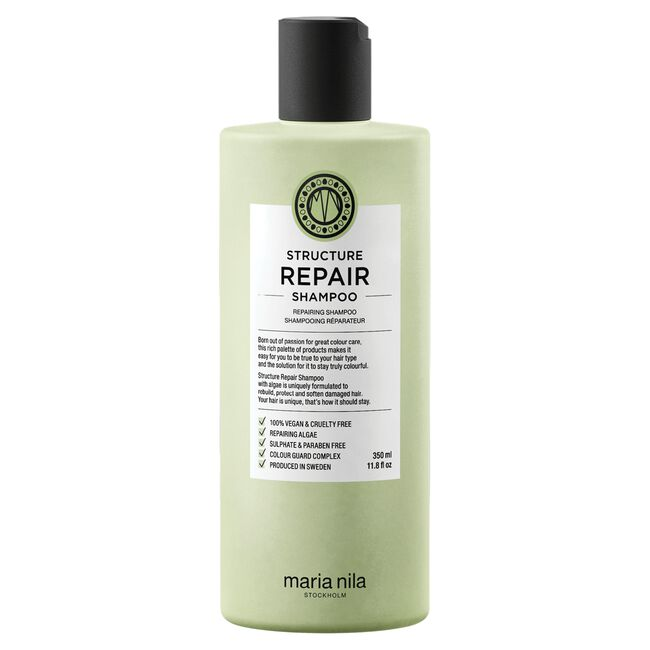 STRUCTURE
REPAIR
SHAMPOO
REPAIRING SHAMPOO
SHAMPOOING RÉPARATEUR
Born out of passion for great colour care,
this rich palette of products makes it
easy for you to be true to your hair type
and the solution for it to stay truly colourful.
Structure Repair Shampoo
with algae is uniquely formulated to
rebuild, protect and soften damaged hair.
Your hair is unique, that's how it should stay.
100% VEGAN & CRUELTY FREE
REPAIRING ALGAE
SULPHATE & PARABEN FREE
COLOUR GUARD COMPLEX
PRODUCED IN SWEDEN
350 ml
11.8 fl oz
maria nila
STOCKHOLM